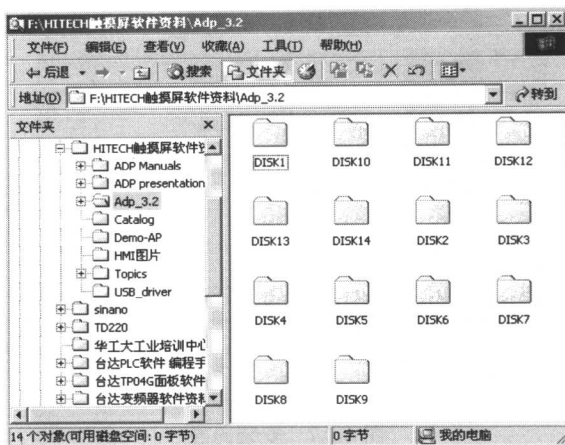 F:\HITECH触摸屏软件资料\Adp_3.2
文件(F) 编辑(E) 查看(V) 收藏(A) 工具(T) 帮助(H)
后退 搜索 文件夹
地址(D) F:\HITECH触摸屏软件资料\Adp_3.2 转到
文件夹
HITECH触摸屏软件资
ADP Manuals
ADP presentation
Adp_3.2
Catalog
Demo-AP
HMI图片
Topics
USB_driver
sinano
TD220
华工大工业培训中心
台达PLC软件 编程手
台达TP04G面板软件
台达变频器软件资料
DISK1 DISK10 DISK11 DISK12
DISK13 DISK14 DISK2 DISK3
DISK4 DISK5 DISK6 DISK7
DISK8 DISK9
14 个对象(可用磁盘空间: 0 字节) 0 字节 我的电脑